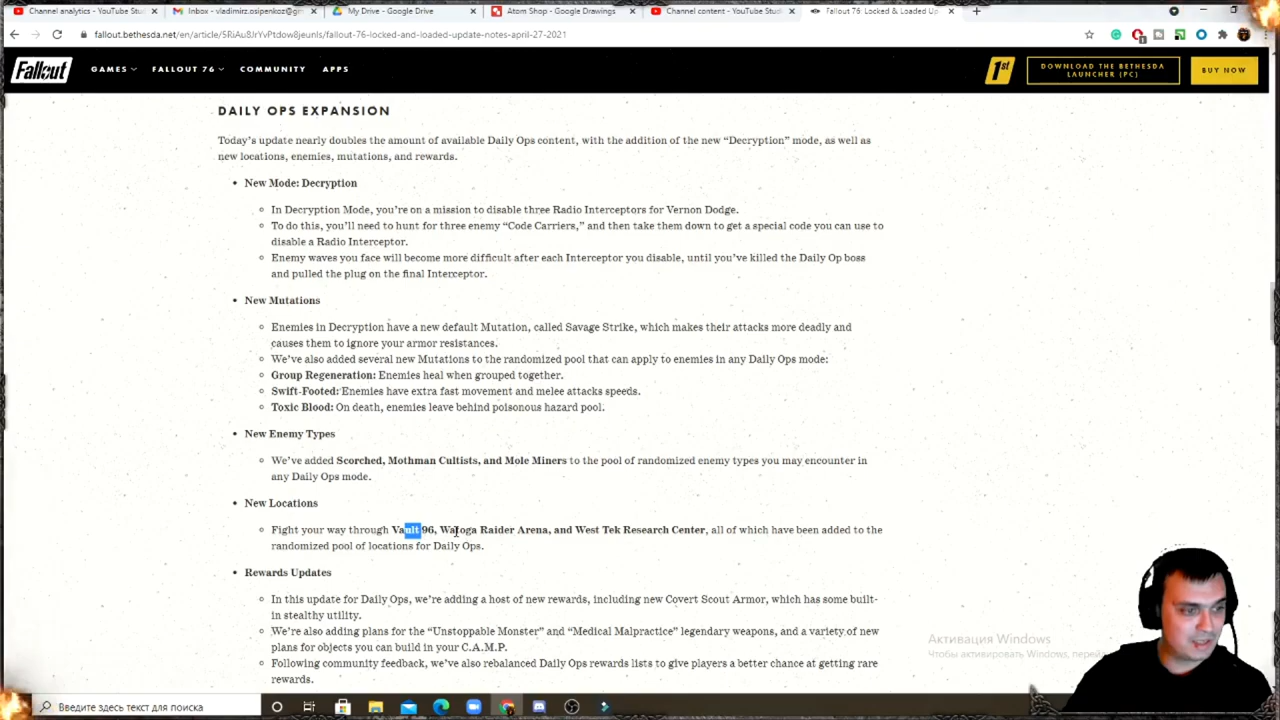 Channel analytics - YouTube Stu
Inbox - vladimirz.osipenkoz@gm
My Drive - Google Drive
Atom Shop - Google Drawings
Channel content - YouTube Stu
Fallout 76: Locked & Loaded Up
fallout.bethesda.net/en/article/5RiAu8JrYvPtdow8jeunls/fallout-76-locked-and-loaded-update-notes-april-27-2021
Fallout
GAMES
FALLOUT 76
COMMUNITY
APPS
1st
DOWNLOAD THE BETHESDA
LAUNCHER (PC)
BUY NOW
DAILY OPS EXPANSION
Today's update nearly doubles the amount of available Daily Ops content, with the addition of the new “Decryption” mode, as well as
new locations, enemies, mutations, and rewards.
New Mode: Decryption
In Decryption Mode, you're on a mission to disable three Radio Interceptors for Vernon Dodge.
To do this, you'll need to hunt for three enemy “Code Carriers,” and then take them down to get a special code you can use to
disable a Radio Interceptor.
Enemy waves you face will become more difficult after each Interceptor you disable, until you've killed the Daily Op boss
and pulled the plug on the final Interceptor.
New Mutations
Enemies in Decryption have a new default Mutation, called Savage Strike, which makes their attacks more deadly and
causes them to ignore your armor resistances.
We've also added several new Mutations to the randomized pool that can apply to enemies in any Daily Ops mode:
Group Regeneration: Enemies heal when grouped together.
Swift-Footed: Enemies have extra fast movement and melee attacks speeds.
Toxic Blood: On death, enemies leave behind poisonous hazard pool.
New Enemy Types
We've added Scorched, Mothman Cultists, and Mole Miners to the pool of randomized enemy types you may encounter in
any Daily Ops mode.
New Locations
Fight your way through Vault 96, Watoga Raider Arena, and West Tek Research Center, all of which have been added to the
randomized pool of locations for Daily Ops.
Rewards Updates
In this update for Daily Ops, we're adding a host of new rewards, including new Covert Scout Armor, which has some built-
in stealthy utility.
We're also adding plans for the “Unstoppable Monster” and “Medical Malpractice” legendary weapons, and a variety of new
plans for objects you can build in your C.A.M.P.
Following community feedback, we've also rebalanced Daily Ops rewards lists to give players a better chance at getting rare
rewards.
Активация Windows
Чтобы активировать Windows, перей
Введите здесь текст для поиска